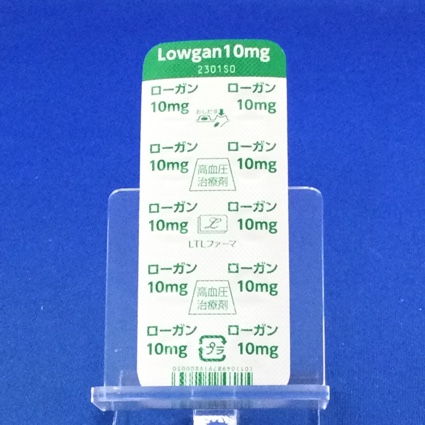 Lowgan10mg
2301S0
ローガン ローガン
10mg 10mg
おしだす
ローガン ローガン
10mg 10mg
高血圧
治療剤
ローガン ローガン
10mg 10mg
LTLファーマ
ローガン ローガン
10mg 10mg
高血圧
治療剤
ローガン ローガン
10mg 10mg
プラ